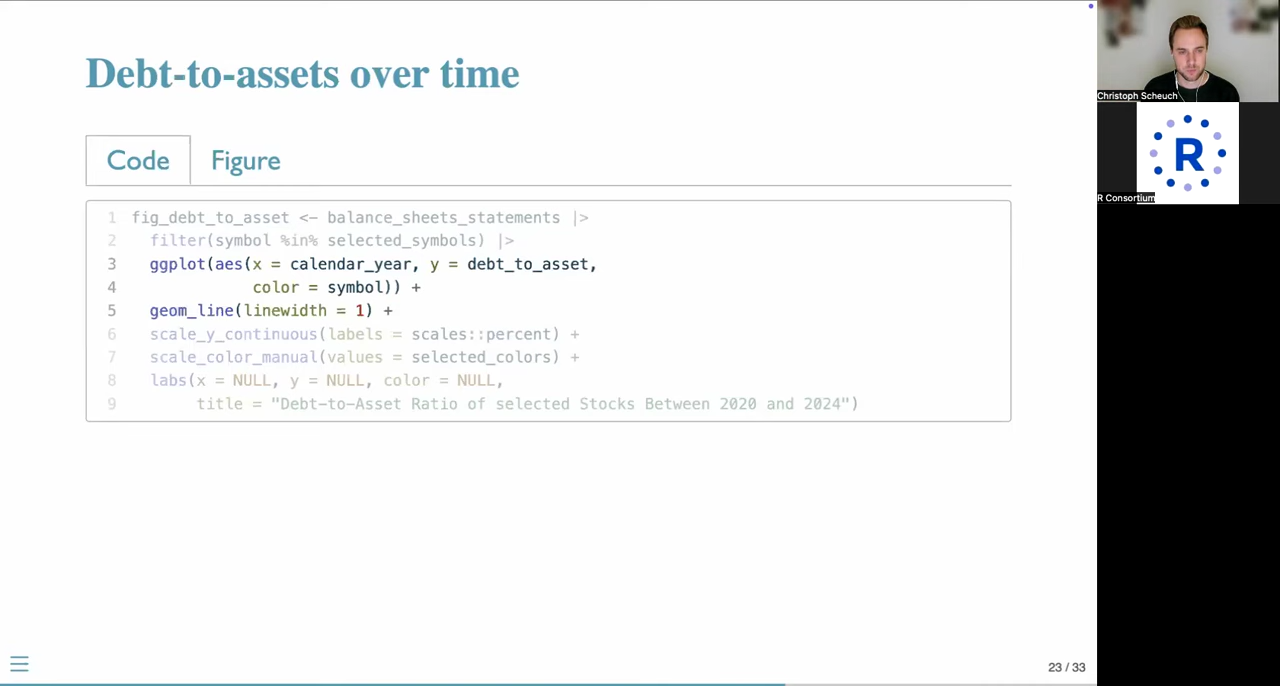 Debt-to-assets over time
Code
Figure
1 fig_debt_to_asset <- balance_sheets_statements |>
2 filter(symbol %in% selected_symbols) |>
3 ggplot(aes(x = calendar_year, y = debt_to_asset,
4 color = symbol)) +
5 geom_line(linewidth = 1) +
6 scale_y_continuous(labels = scales::percent) +
7 scale_color_manual(values = selected_colors) +
8 labs(x = NULL, y = NULL, color = NULL,
9 title = "Debt-to-Asset Ratio of selected Stocks Between 2020 and 2024")
23 / 33
Christoph Scheuch
R
R Consortium